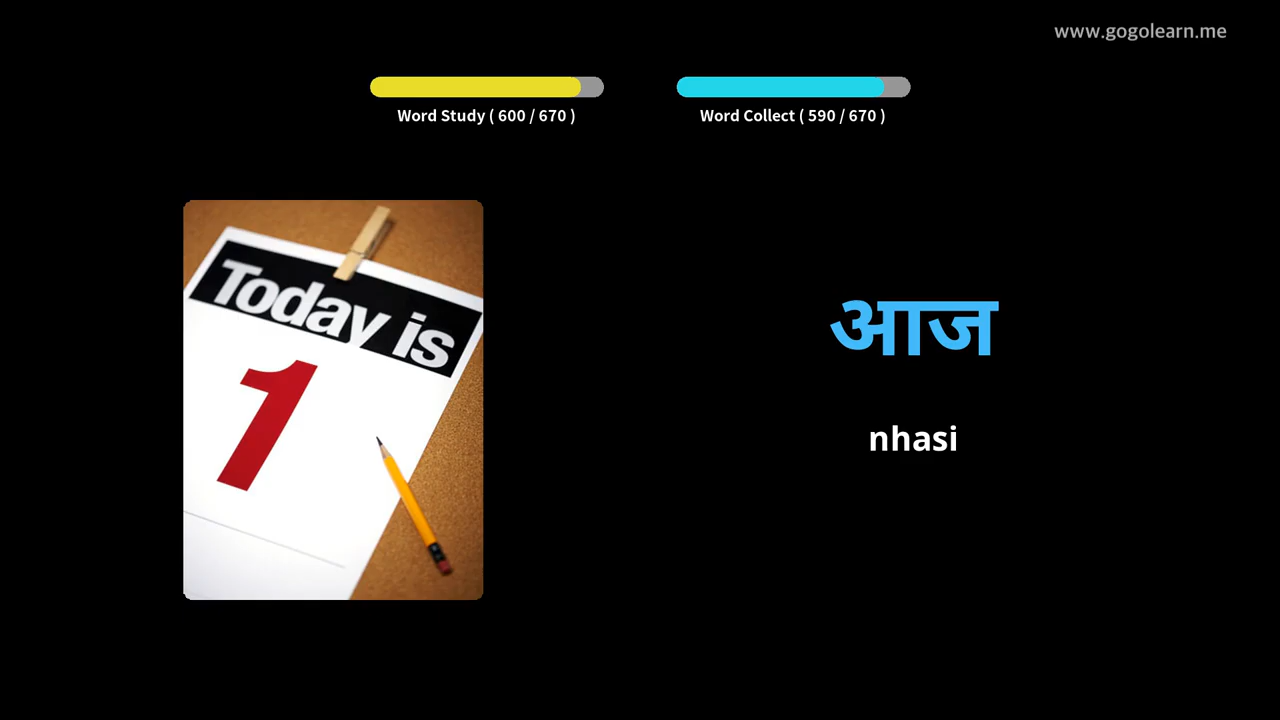 www.gogolearn.me
Word Study ( 600 / 670 )
Word Collect ( 590 / 670 )
Today is
1
आज
nhasi